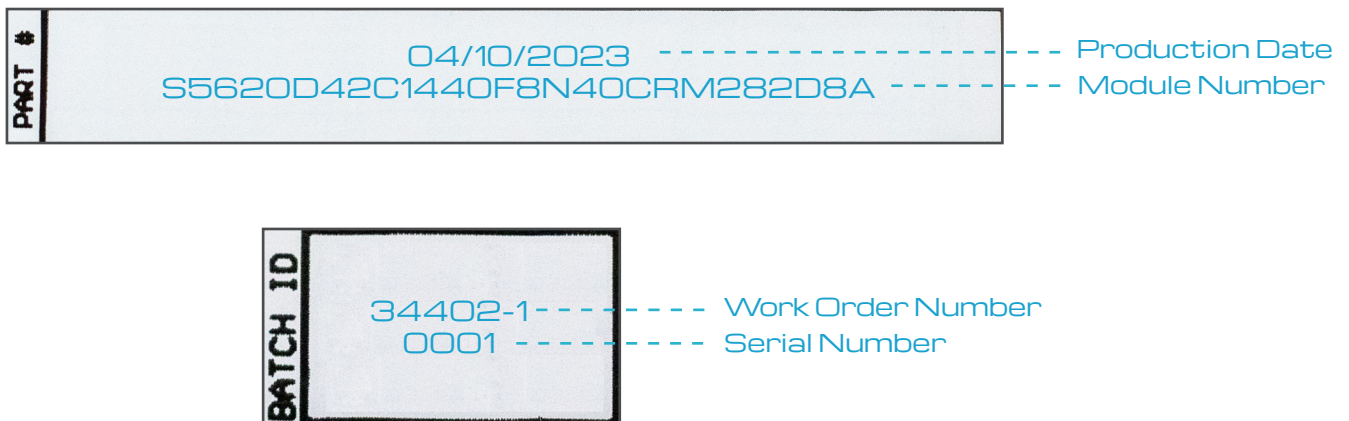 PART #
04/10/2023 Production Date
S5620D42C1440F8N40CRM282D8A Module Number
BATCH ID
34402-1 Work Order Number
0001 Serial Number